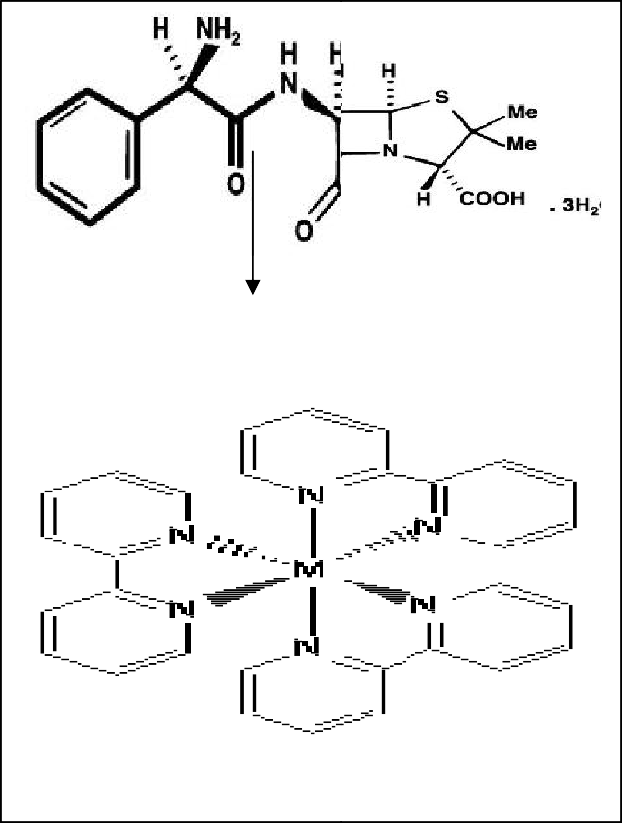 H NH₂
H H H
N S Me
N Me
O H COOH . 3H₂
O
N
N N
M
N N
N